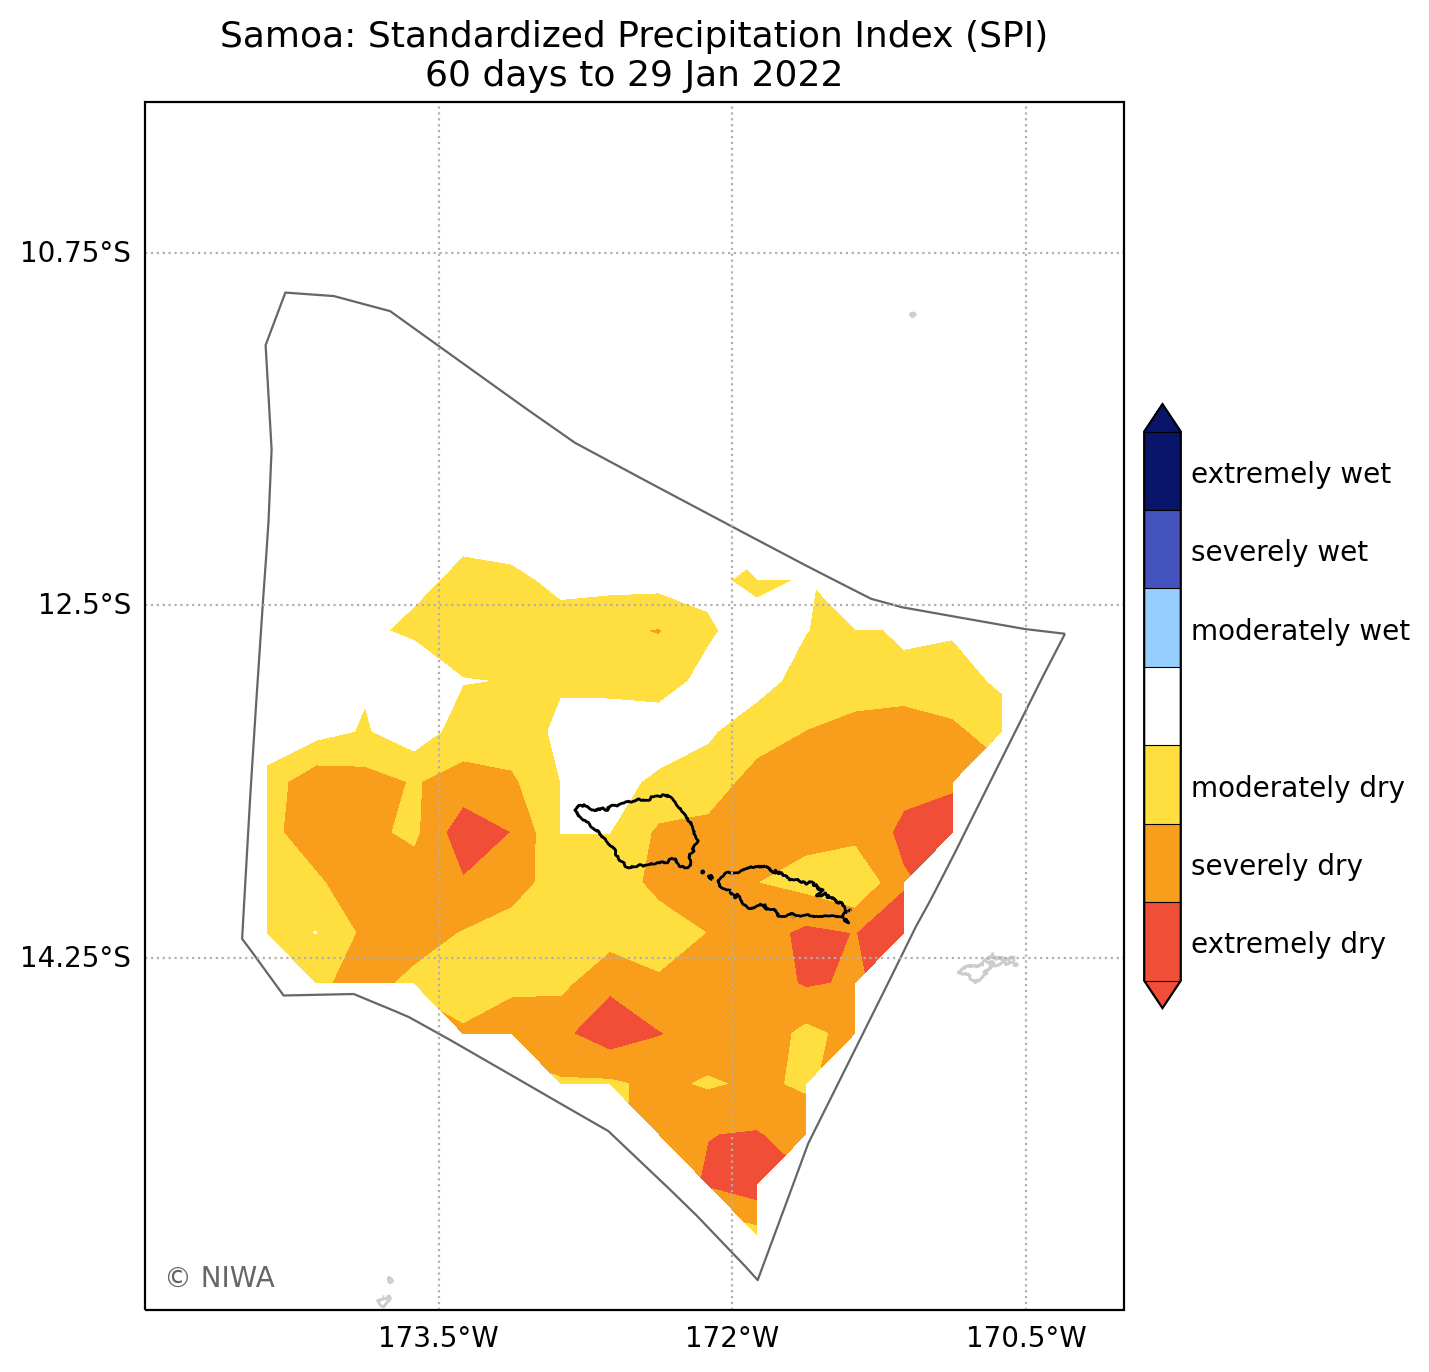 Samoa: Standardized Precipitation Index (SPI)
60 days to 29 Jan 2022
10.75°S
12.5°S
14.25°S
173.5°W
172°W
170.5°W
extremely wet
severely wet
moderately wet
moderately dry
severely dry
extremely dry
© NIWA